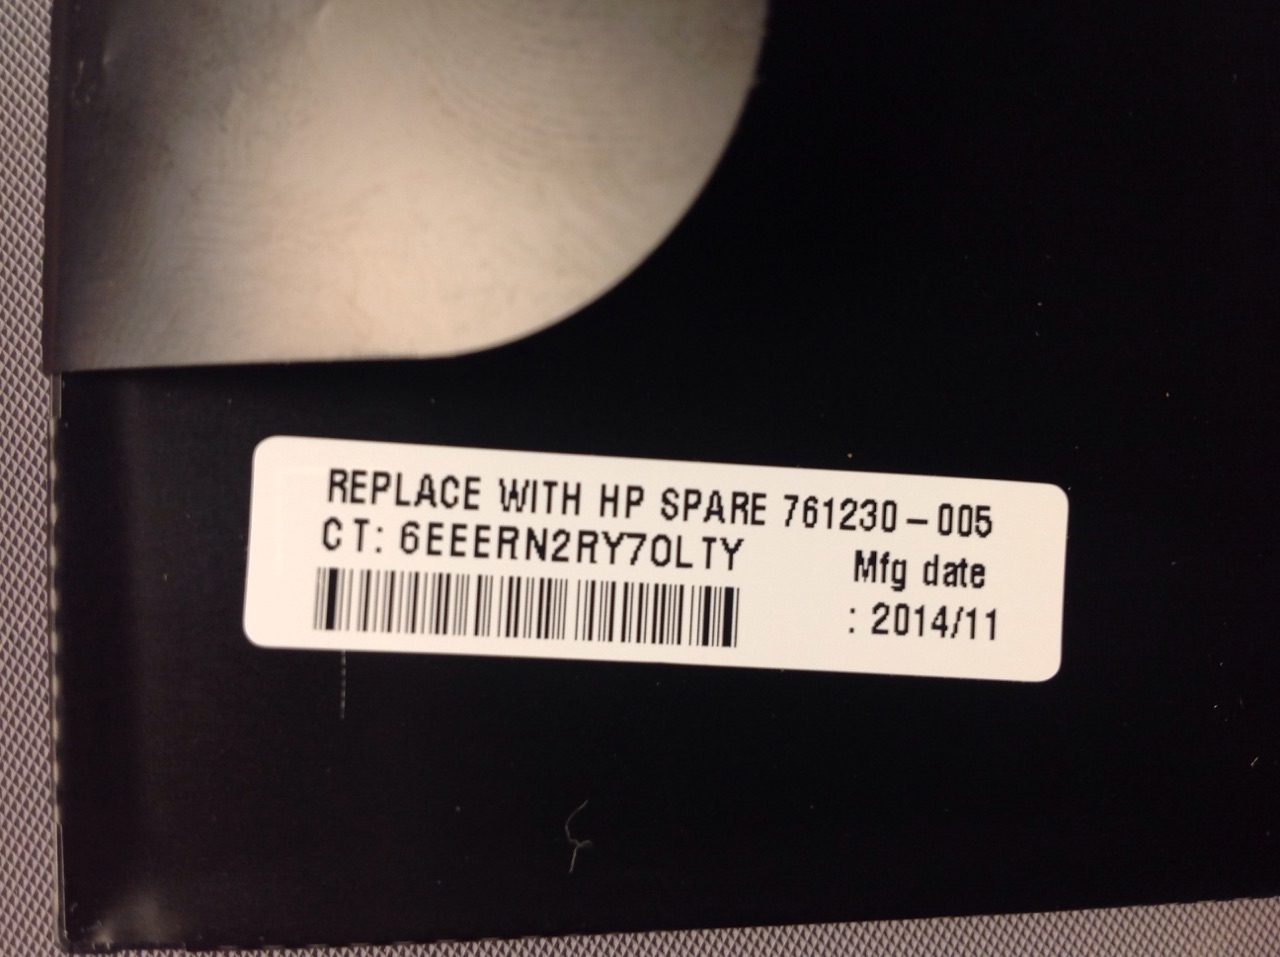 REPLACE WITH HP SPARE 761230-005
CT: 6EEERN2RY7OLTY
Mfg date
: 2014/11